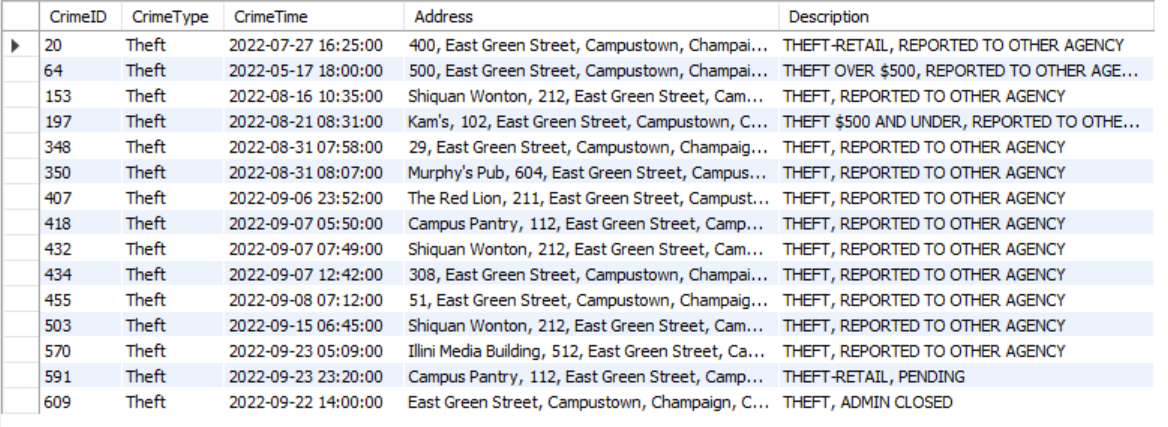 CrimeID CrimeType CrimeTime Address Description
20 Theft 2022-07-27 16:25:00 400, East Green Street, Campustown, Champai... THEFT-RETAIL, REPORTED TO OTHER AGENCY
64 Theft 2022-05-17 18:00:00 500, East Green Street, Campustown, Champai... THEFT OVER $500, REPORTED TO OTHER AGE...
153 Theft 2022-08-16 10:35:00 Shiquan Wonton, 212, East Green Street, Cam... THEFT, REPORTED TO OTHER AGENCY
197 Theft 2022-08-21 08:31:00 Kam's, 102, East Green Street, Campustown, C... THEFT $500 AND UNDER, REPORTED TO OTHE...
348 Theft 2022-08-31 07:58:00 29, East Green Street, Campustown, Champaig... THEFT, REPORTED TO OTHER AGENCY
350 Theft 2022-08-31 08:07:00 Murphy's Pub, 604, East Green Street, Campus... THEFT, REPORTED TO OTHER AGENCY
407 Theft 2022-09-06 23:52:00 The Red Lion, 211, East Green Street, Campust... THEFT, REPORTED TO OTHER AGENCY
418 Theft 2022-09-07 05:50:00 Campus Pantry, 112, East Green Street, Camp... THEFT, REPORTED TO OTHER AGENCY
432 Theft 2022-09-07 07:49:00 Shiquan Wonton, 212, East Green Street, Cam... THEFT, REPORTED TO OTHER AGENCY
434 Theft 2022-09-07 12:42:00 308, East Green Street, Campustown, Champai... THEFT, REPORTED TO OTHER AGENCY
455 Theft 2022-09-08 07:12:00 51, East Green Street, Campustown, Champaig... THEFT, REPORTED TO OTHER AGENCY
503 Theft 2022-09-15 06:45:00 Shiquan Wonton, 212, East Green Street, Cam... THEFT, REPORTED TO OTHER AGENCY
570 Theft 2022-09-23 05:09:00 Illini Media Building, 512, East Green Street, Ca... THEFT, REPORTED TO OTHER AGENCY
591 Theft 2022-09-23 23:20:00 Campus Pantry, 112, East Green Street, Camp... THEFT-RETAIL, PENDING
609 Theft 2022-09-22 14:00:00 East Green Street, Campustown, Champaign, C... THEFT, ADMIN CLOSED